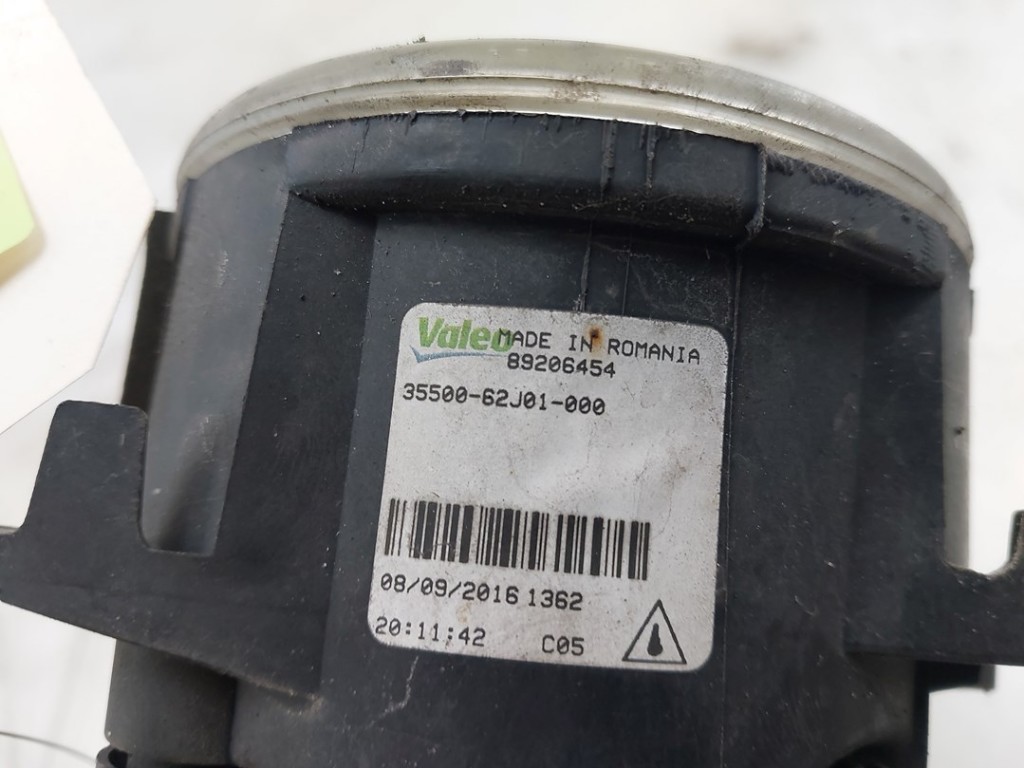 Valeo MADE IN ROMANIA
89206454
35500-62J01-000
08/09/2016 1362
20:11:42 C05